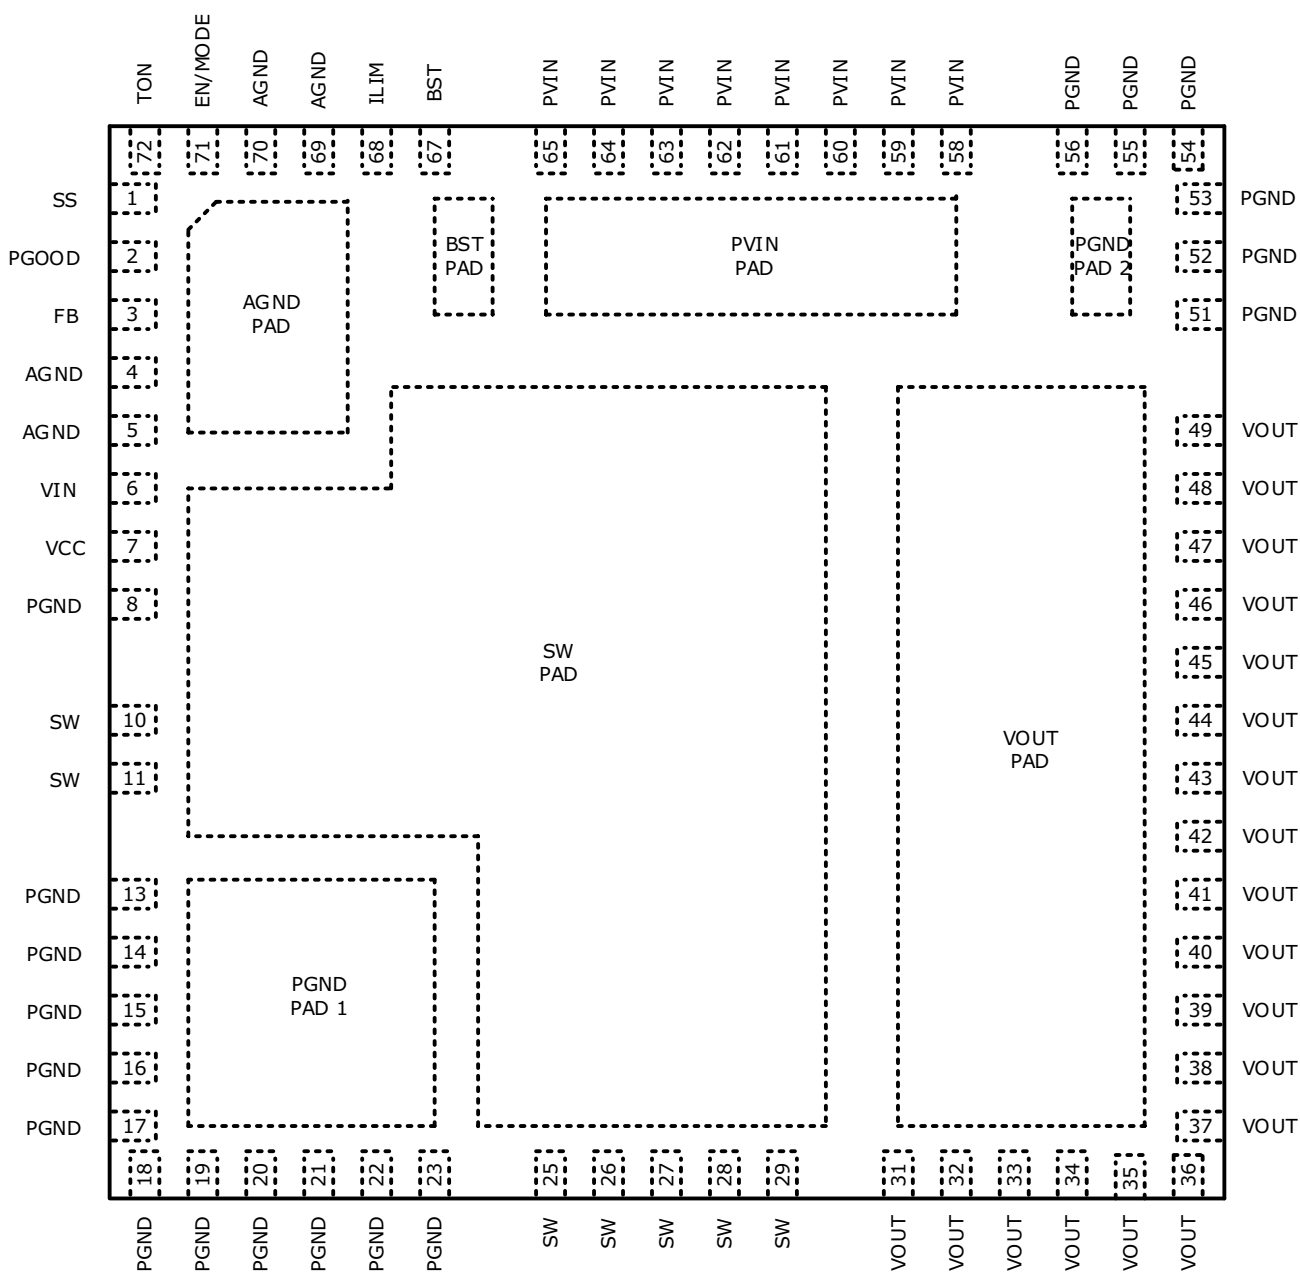 TON
EN/MODE
AGND
AGND
ILIM
BST
PVIN
PVIN
PVIN
PVIN
PVIN
PVIN
PVIN
PVIN
PGND
PGND
PGND
72
71
70
69
68
67
65
64
63
62
61
60
59
58
56
55
54
SS
1
PGOOD
2
FB
3
AGND
4
AGND
5
VIN
6
VCC
7
PGND
8
SW
10
SW
11
PGND
13
PGND
14
PGND
15
PGND
16
PGND
17
AGND
PAD
BST
PAD
PVIN
PAD
PGND
PAD 2
SW
PAD
VOUT
PAD
PGND
PAD 1
53
PGND
52
PGND
51
PGND
49
VOUT
48
VOUT
47
VOUT
46
VOUT
45
VOUT
44
VOUT
43
VOUT
42
VOUT
41
VOUT
40
VOUT
39
VOUT
38
VOUT
37
VOUT
18
19
20
21
22
23
25
26
27
28
29
31
32
33
34
35
36
PGND
PGND
PGND
PGND
PGND
PGND
SW
SW
SW
SW
SW
VOUT
VOUT
VOUT
VOUT
VOUT
VOUT